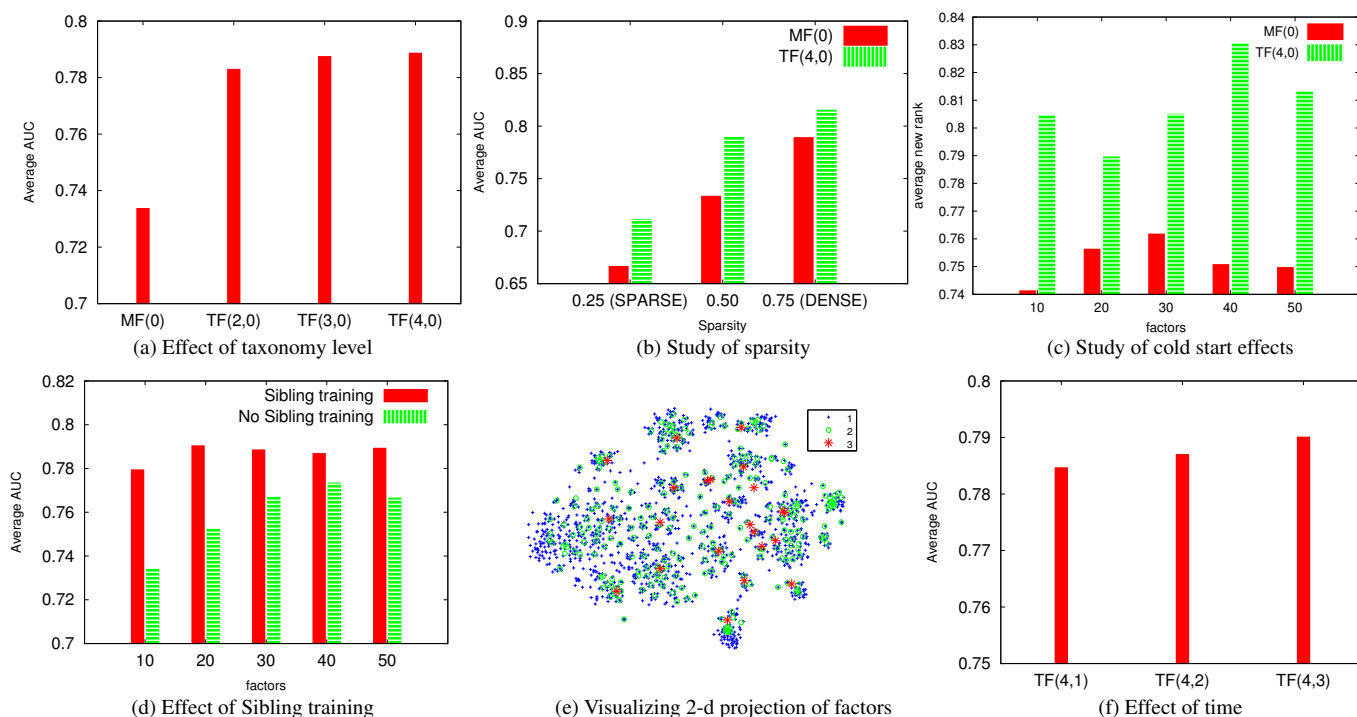 0.8
0.78
0.76
0.74
0.72
0.7
Average AUC
MF(0) TF(2,0) TF(3,0) TF(4,0)
(a) Effect of taxonomy level
0.9
0.85
0.8
0.75
0.7
0.65
Average AUC
MF(0)
TF(4,0)
0.25 (SPARSE) 0.50 0.75 (DENSE)
Sparsity
(b) Study of sparsity
0.84
0.83
0.82
0.81
0.8
0.79
0.78
0.77
0.76
0.75
0.74
average new rank
MF(0)
TF(4,0)
10 20 30 40 50
factors
(c) Study of cold start effects
0.82
0.8
0.78
0.76
0.74
0.72
0.7
Average AUC
Sibling training
No Sibling training
10 20 30 40 50
factors
(d) Effect of Sibling training
1
2
3
(e) Visualizing 2-d projection of factors
0.8
0.79
0.78
0.77
0.76
0.75
Average AUC
TF(4,1) TF(4,2) TF(4,3)
(f) Effect of time